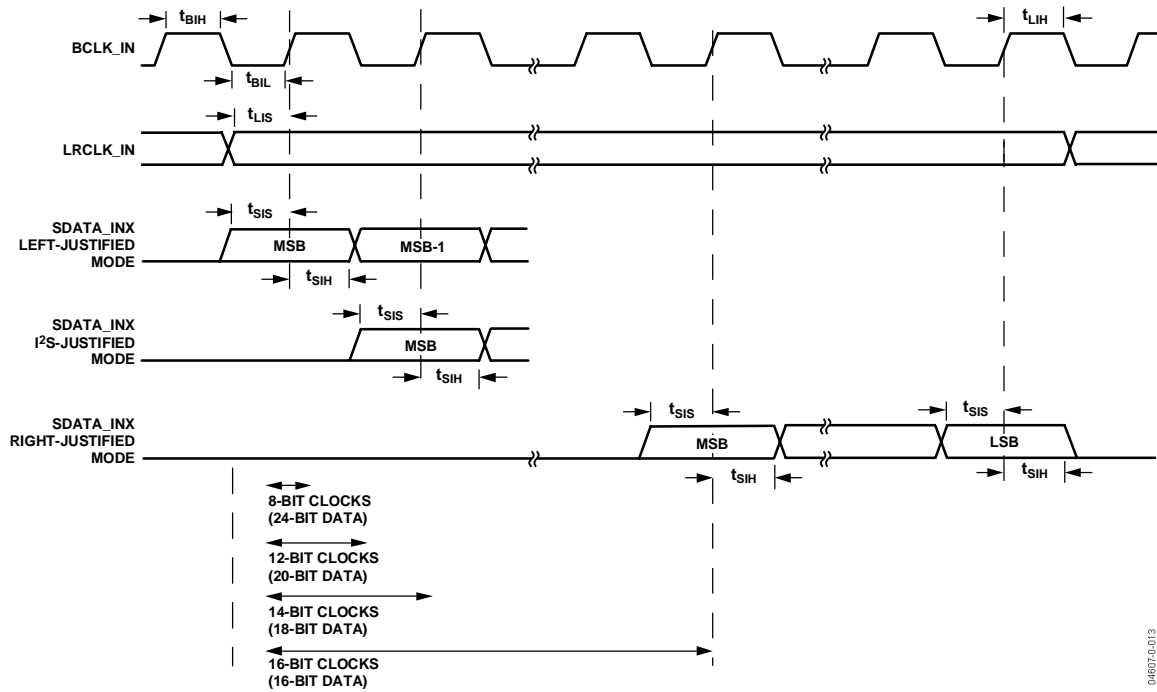 tBIH
tLIH
BCLK_IN
tBIL
tLIS
LRCLK_IN
tSIS
SDATA_INX
LEFT-JUSTIFIED
MODE
MSB
MSB-1
tSIH
tSIS
SDATA_INX
I2S-JUSTIFIED
MODE
MSB
tSIH
tSIS
tSIS
SDATA_INX
RIGHT-JUSTIFIED
MODE
MSB
LSB
tSIH
tSIH
8-BIT CLOCKS
(24-BIT DATA)
12-BIT CLOCKS
(20-BIT DATA)
14-BIT CLOCKS
(18-BIT DATA)
16-BIT CLOCKS
(16-BIT DATA)
04607-0-013